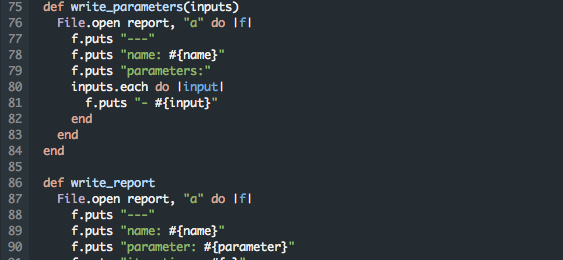 75 def write_parameters(inputs)
76 File.open report, "a" do |f|
77 f.puts "---"
78 f.puts "name: #{name}"
79 f.puts "parameters:"
80 inputs.each do |input|
81 f.puts "- #{input}"
82 end
83 end
84 end
85
86 def write_report
87 File.open report, "a" do |f|
88 f.puts "---"
89 f.puts "name: #{name}"
90 f.puts "parameter: #{parameter}"